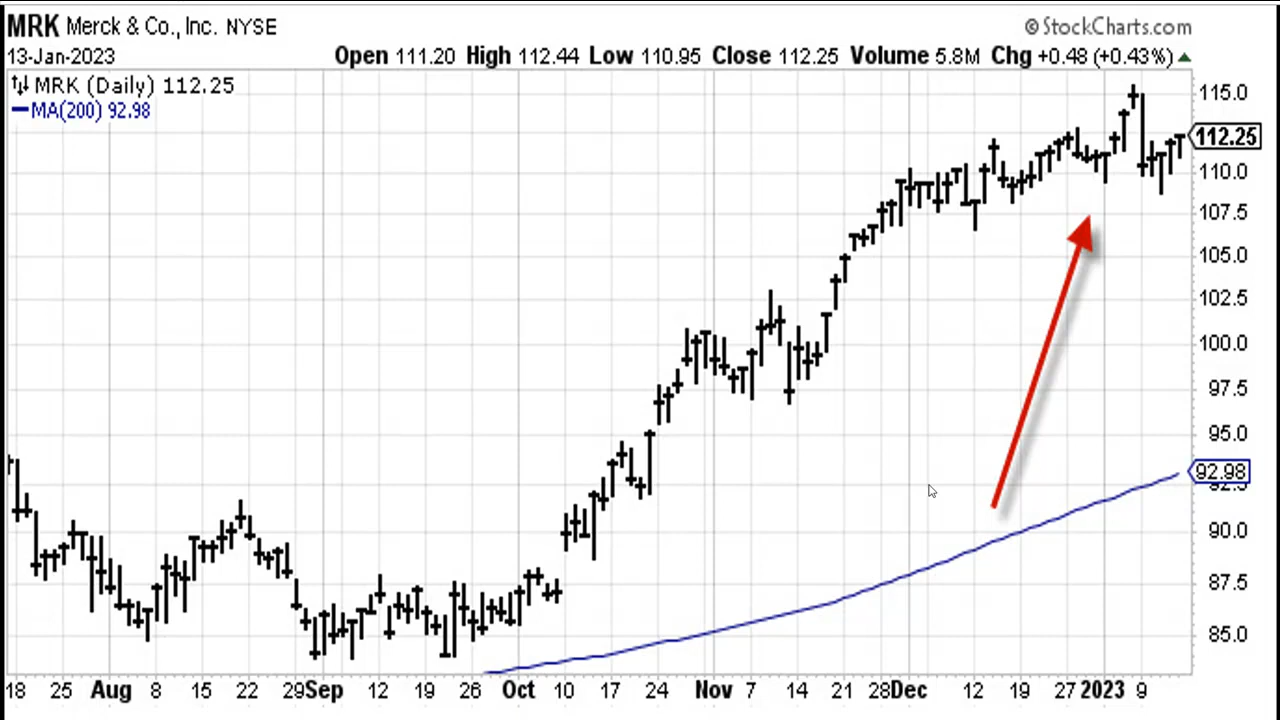 MRK Merck & Co., Inc. NYSE
© StockCharts.com
13-Jan-2023
Open 111.20 High 112.44 Low 110.95 Close 112.25 Volume 5.8M Chg +0.48 (+0.43%)
MRK (Daily) 112.25
MA(200) 92.98
115.0
112.25
110.0
107.5
105.0
102.5
100.0
97.5
95.0
92.98
92.5
90.0
87.5
85.0
18 25 Aug 8 15 22 29 Sep 12 19 26 Oct 10 17 24 Nov 7 14 21 28 Dec 12 19 27 2023 9